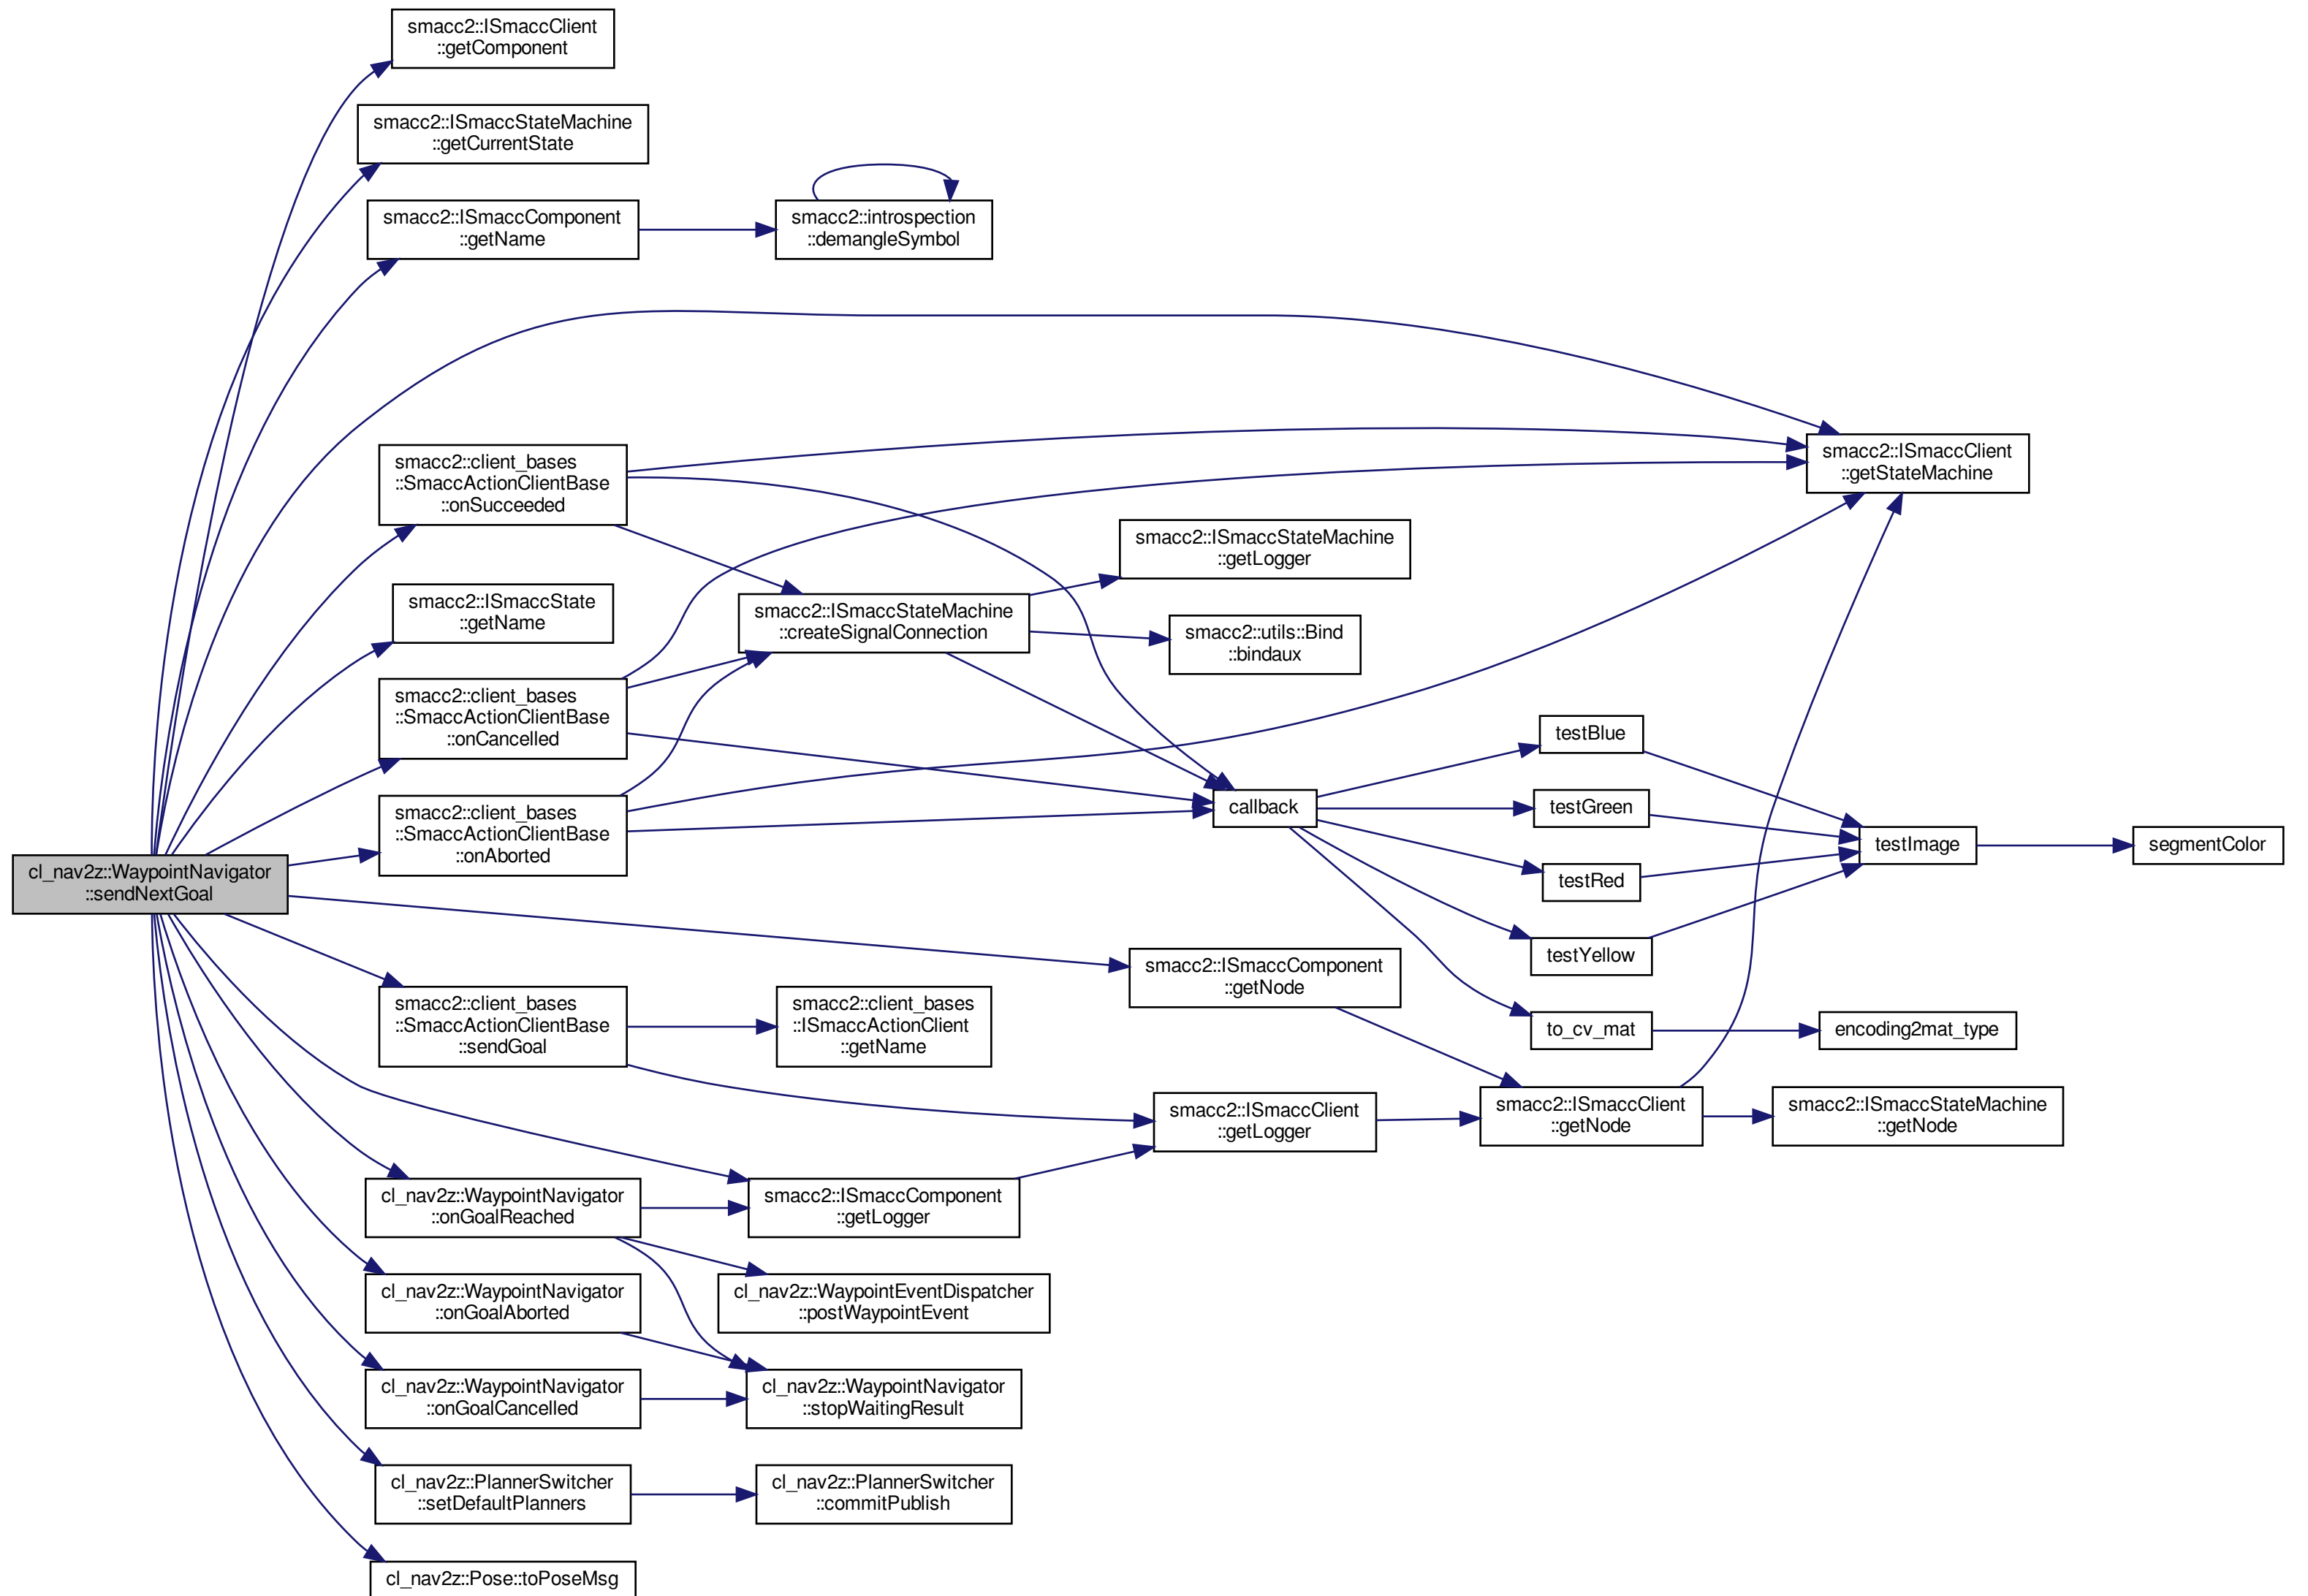 smacc2::ISmaccClient
::getComponent
smacc2::ISmaccStateMachine
::getCurrentState
smacc2::ISmaccComponent
::getName
smacc2::introspection
::demangleSymbol
smacc2::client_bases
::SmaccActionClientBase
::onSucceeded
smacc2::ISmaccClient
::getStateMachine
smacc2::ISmaccStateMachine
::getLogger
smacc2::ISmaccState
::getName
smacc2::ISmaccStateMachine
::createSignalConnection
smacc2::utils::Bind
::bindaux
smacc2::client_bases
::SmaccActionClientBase
::onCancelled
testBlue
smacc2::client_bases
::SmaccActionClientBase
::onAborted
callback
testGreen
testImage
segmentColor
cl_nav2z::WaypointNavigator
::sendNextGoal
testRed
testYellow
smacc2::ISmaccComponent
::getNode
smacc2::client_bases
::SmaccActionClientBase
::sendGoal
smacc2::client_bases
::ISmaccActionClient
::getName
to_cv_mat
encoding2mat_type
smacc2::ISmaccClient
::getLogger
smacc2::ISmaccClient
::getNode
smacc2::ISmaccStateMachine
::getNode
cl_nav2z::WaypointNavigator
::onGoalReached
smacc2::ISmaccComponent
::getLogger
cl_nav2z::WaypointNavigator
::onGoalAborted
cl_nav2z::WaypointEventDispatcher
::postWaypointEvent
cl_nav2z::WaypointNavigator
::onGoalCancelled
cl_nav2z::WaypointNavigator
::stopWaitingResult
cl_nav2z::PlannerSwitcher
::setDefaultPlanners
cl_nav2z::PlannerSwitcher
::commitPublish
cl_nav2z::Pose::toPoseMsg